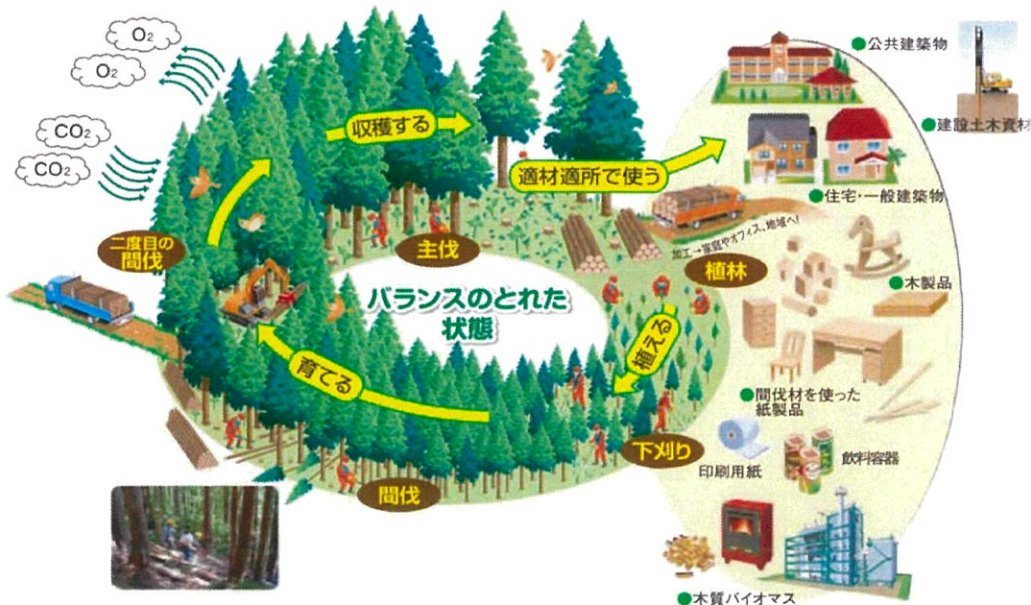 O2
O2
CO2
CO2
収穫する
適材適所で使う
二度目の
間伐
主伐
植林
加工→家庭やオフィス、地域へ!
バランスのとれた
状態
植える
育てる
下刈り
間伐
●公共建築物
●建設土木資材
●住宅・一般建築物
●木製品
●間伐材を使った
紙製品
印刷用紙
飲料容器
●木質バイオマス